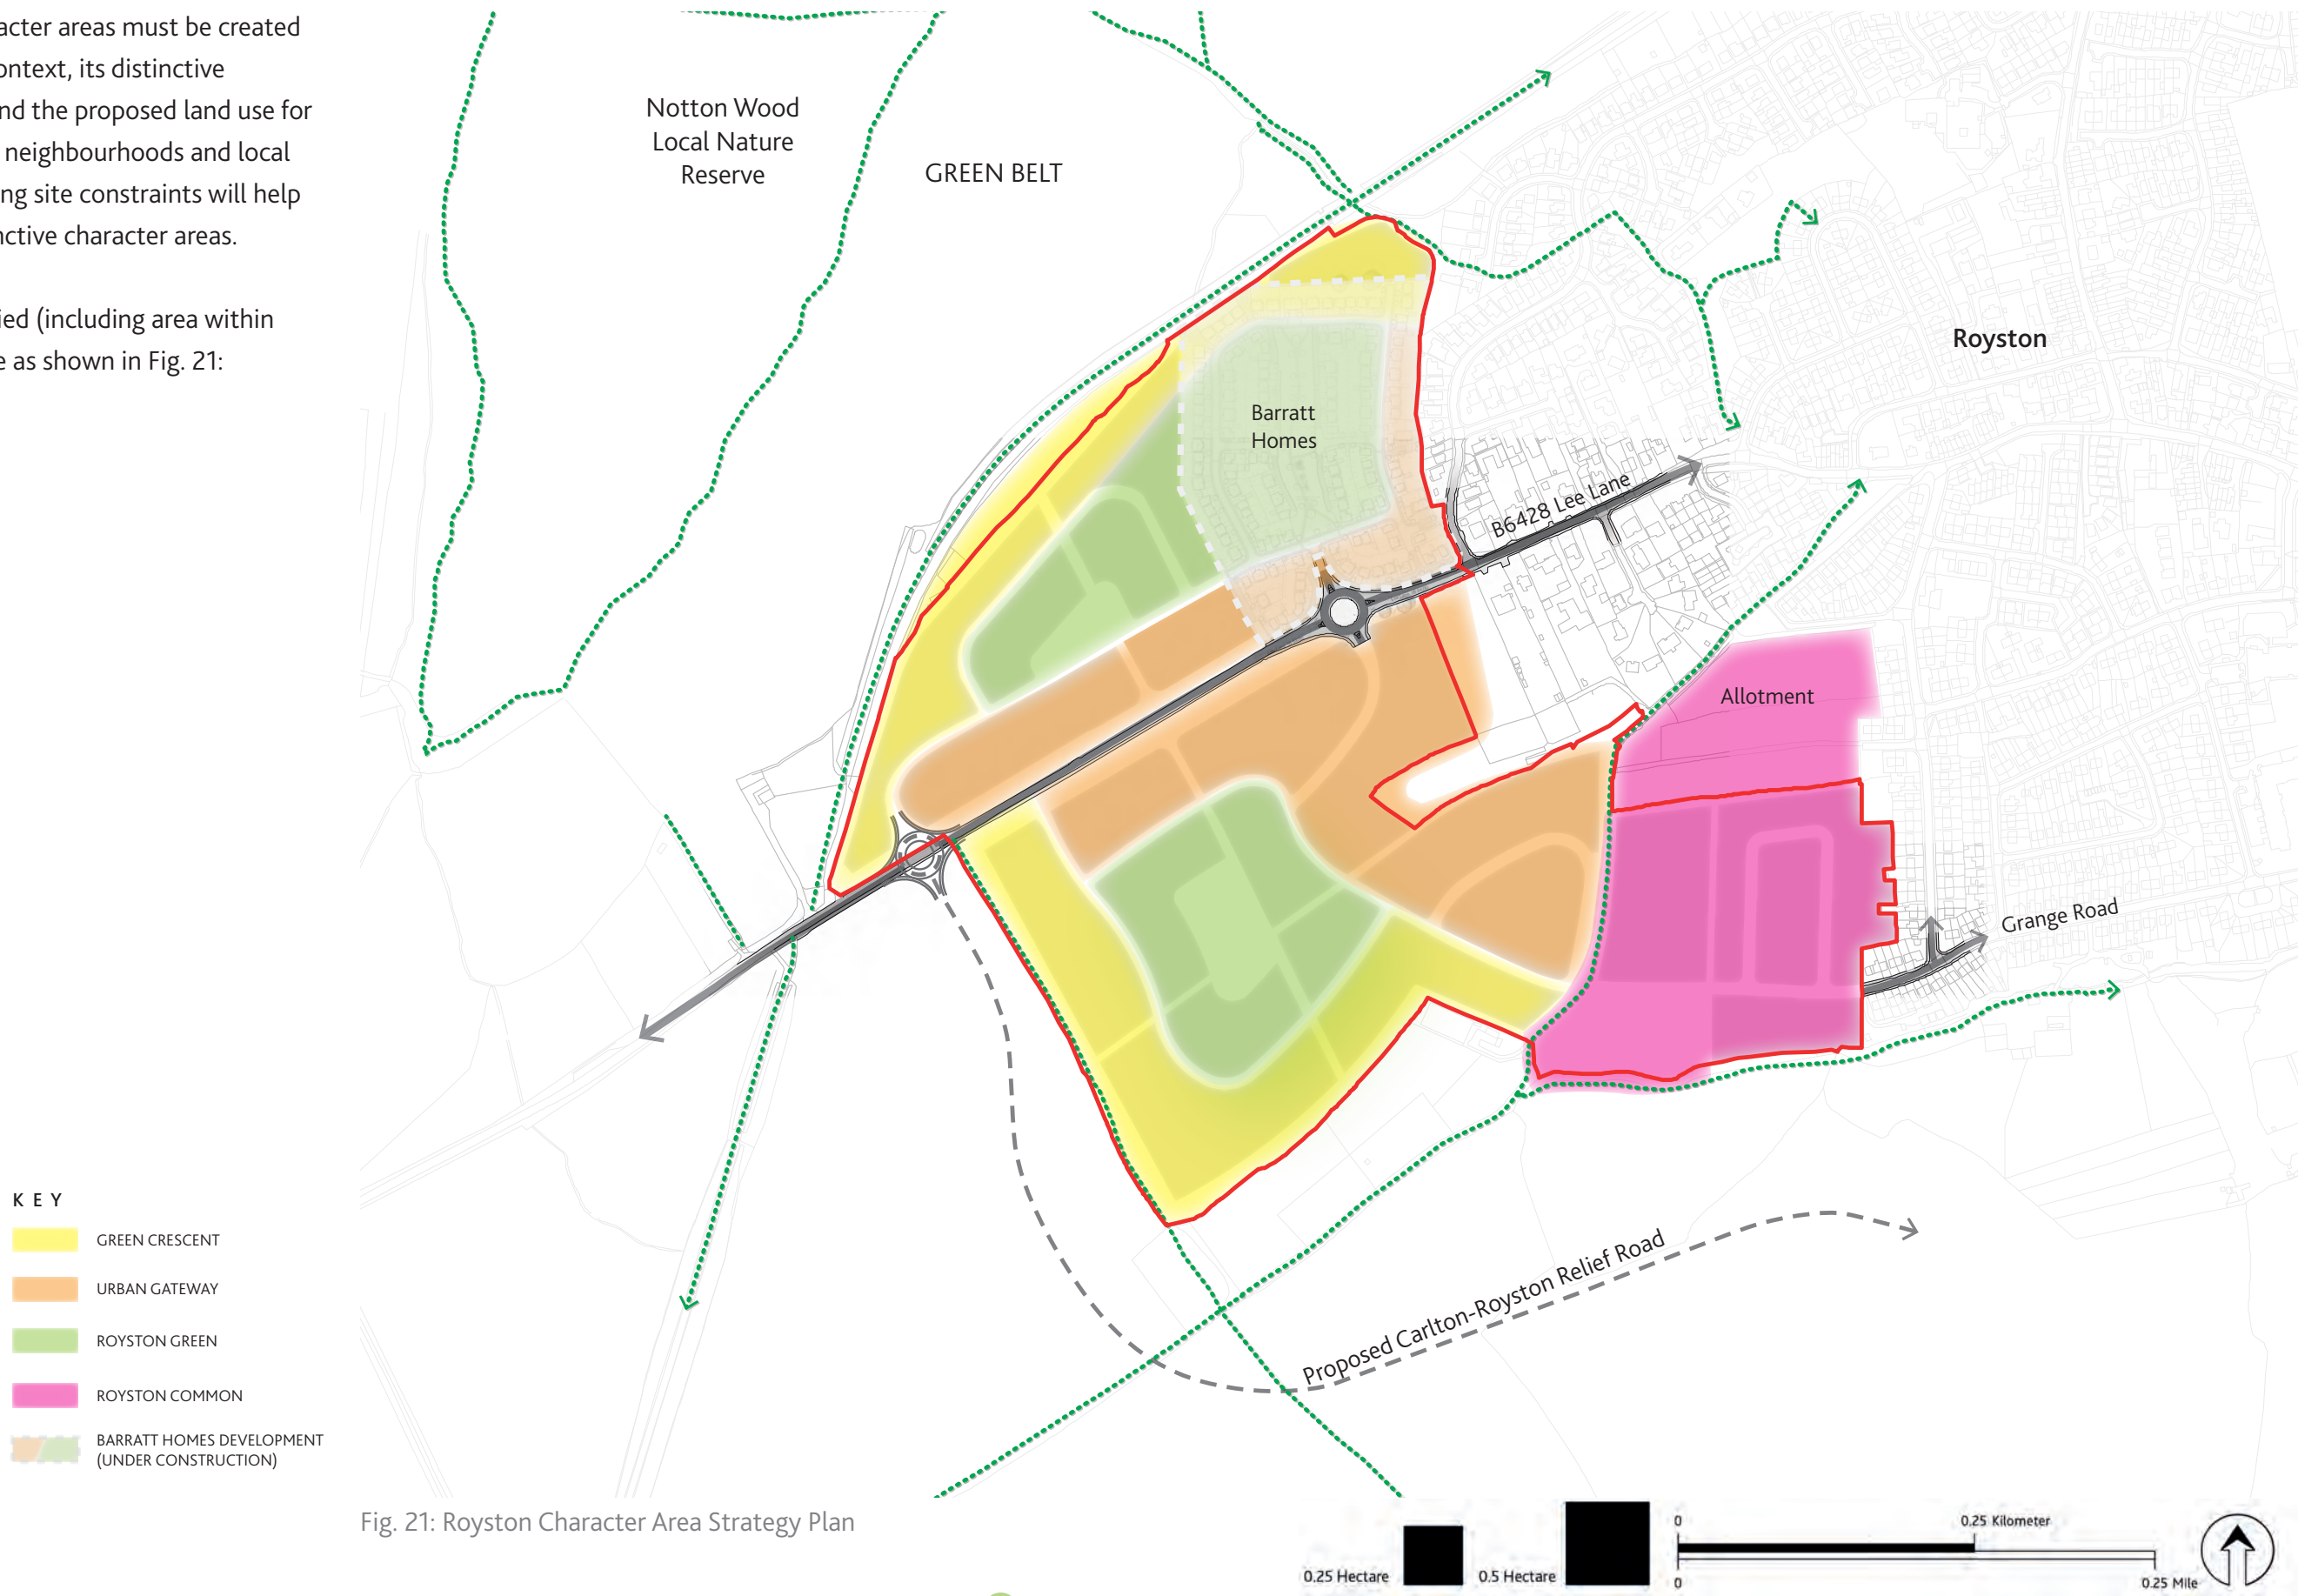 acter areas must be created
ontext, its distinctive
nd the proposed land use for
neighbourhoods and local
ng site constraints will help
nctive character areas.
ied (including area within
e as shown in Fig. 21:
Notton Wood
Local Nature
Reserve
GREEN BELT
Royston
Barratt
Homes
B6428 Lee Lane
Allotment
Grange Road
Proposed Carlton-Royston Relief Road
KEY
GREEN CRESCENT
URBAN GATEWAY
ROYSTON GREEN
ROYSTON COMMON
BARRATT HOMES DEVELOPMENT
(UNDER CONSTRUCTION)
Fig. 21: Royston Character Area Strategy Plan
0.25 Hectare
0.5 Hectare
0
0.25 Kilometer
0
0.25 Mile